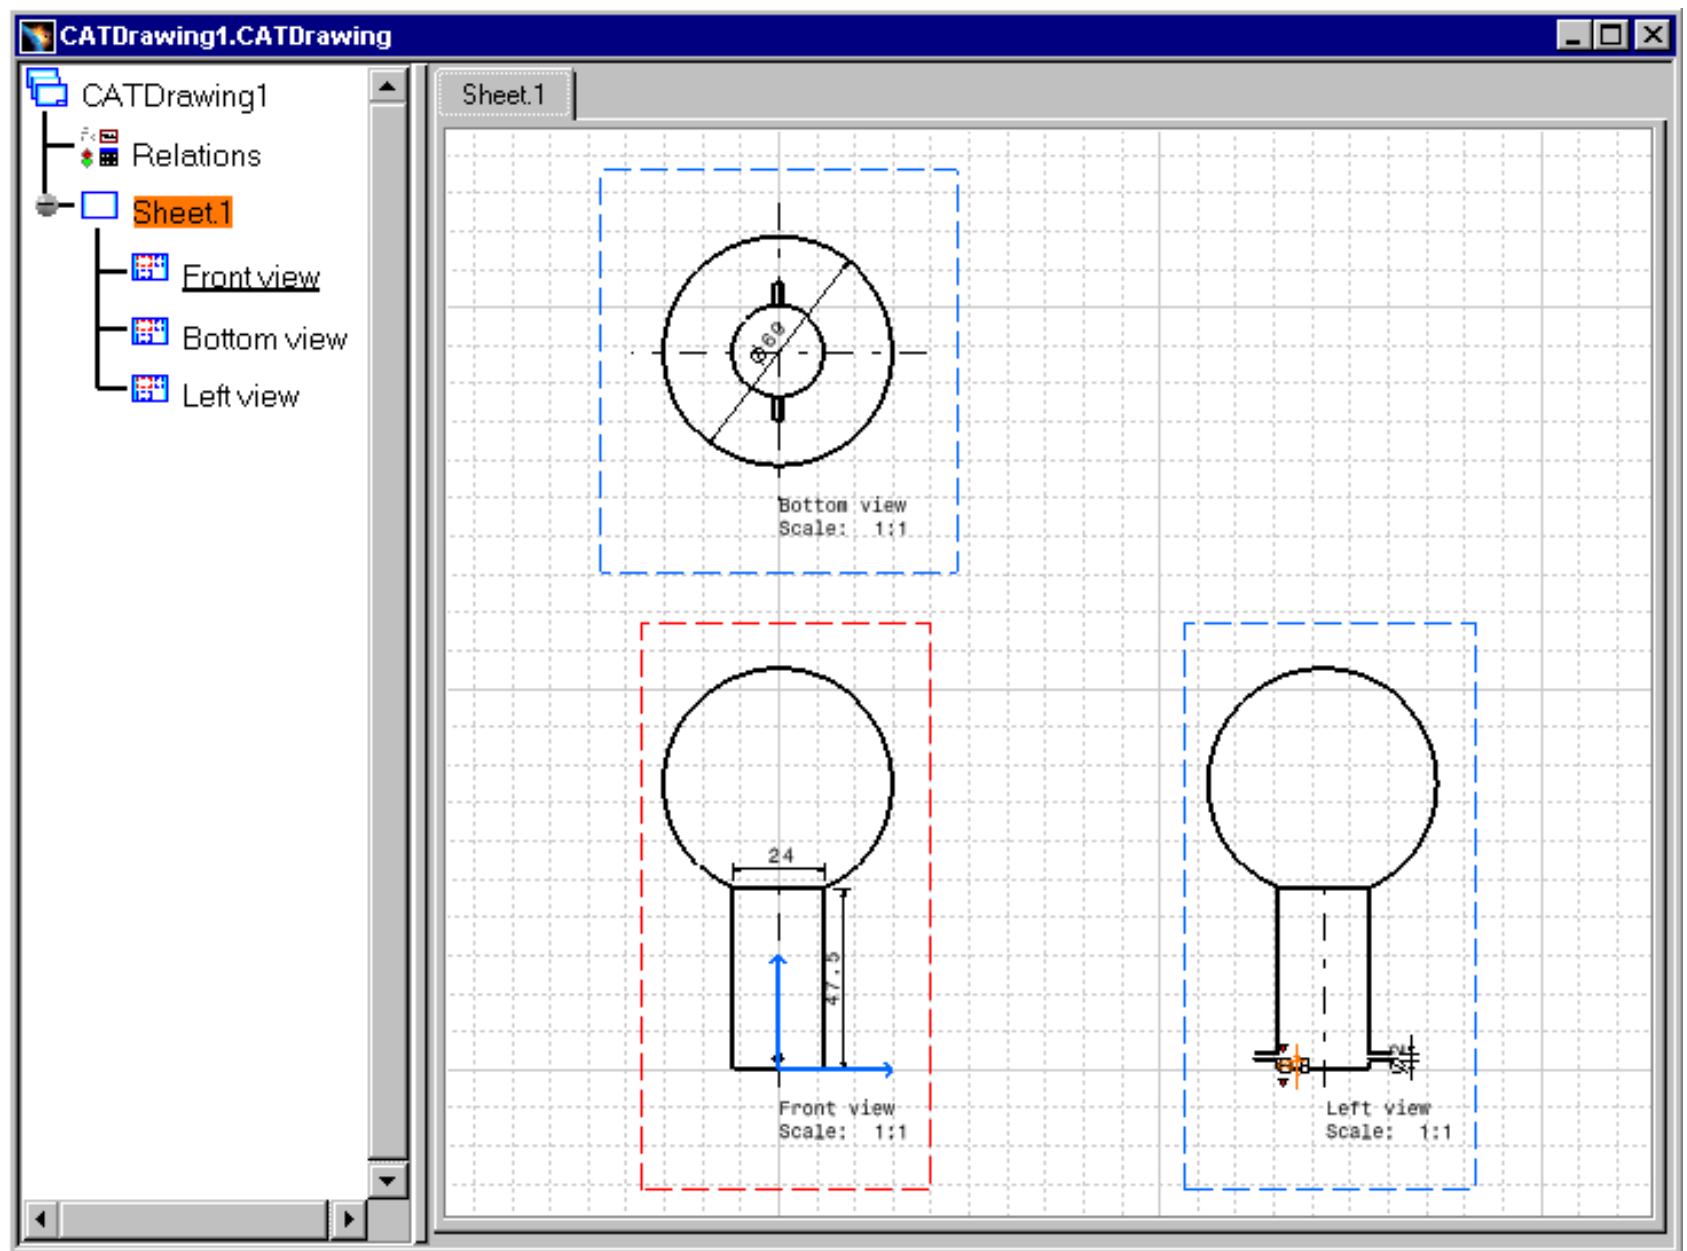 CATDrawing1.CATDrawing
CATDrawing1
Relations
Sheet.1
Front view
Bottom view
Left view
Sheet.1
Ø60
Bottom view
Scale: 1:1
24
47.5
Front view
Scale: 1:1
Left view
Scale: 1:1